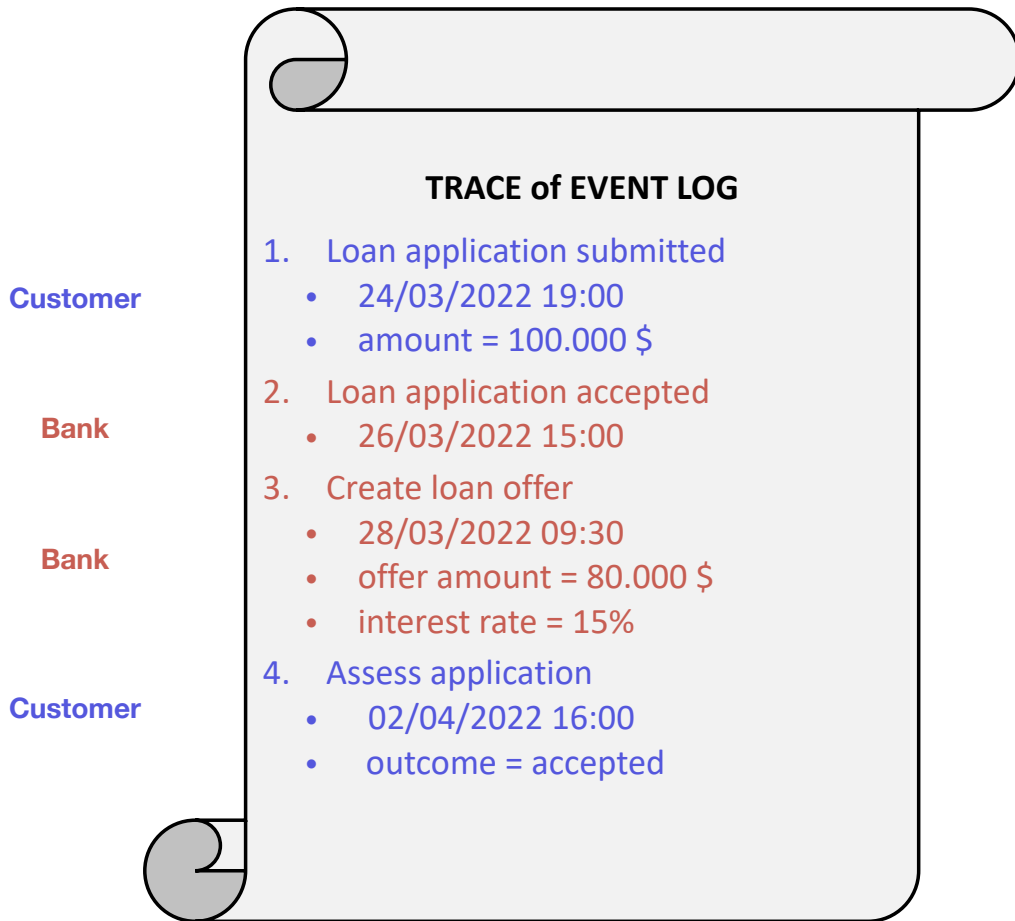 TRACE of EVENT LOG
1. Loan application submitted
Customer
• 24/03/2022 19:00
• amount = 100.000 $
2. Loan application accepted
Bank
• 26/03/2022 15:00
3. Create loan offer
• 28/03/2022 09:30
Bank
• offer amount = 80.000 $
• interest rate = 15%
4. Assess application
Customer
• 02/04/2022 16:00
• outcome = accepted